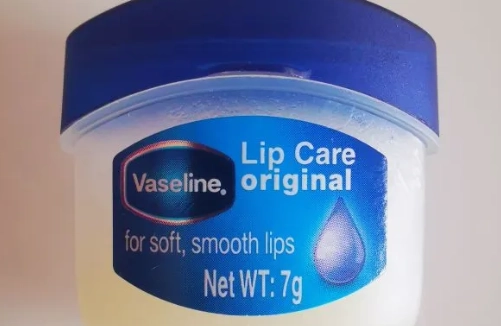 Lip Care
Vaseline. original
for soft, smooth lips
Net WT: 7g